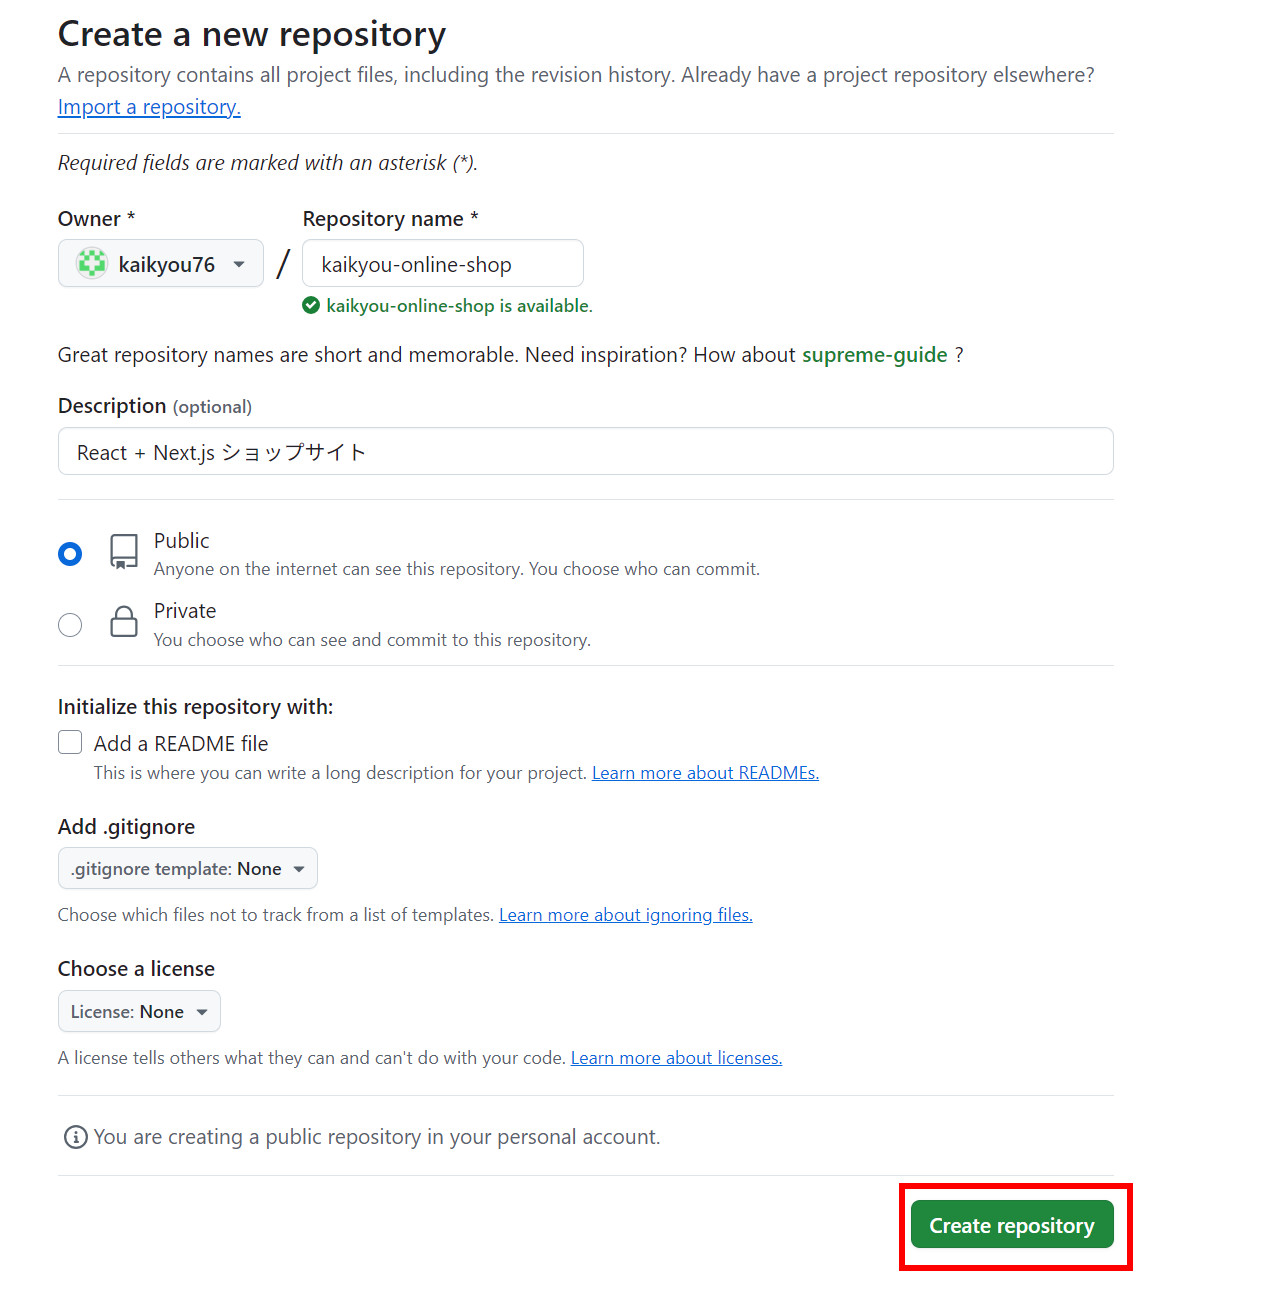 Create a new repository
A repository contains all project files, including the revision history. Already have a project repository elsewhere?
Import a repository.
Required fields are marked with an asterisk (*).
Owner *
Repository name *
kaikyou76
/
kaikyou-online-shop
kaikyou-online-shop is available.
Great repository names are short and memorable. Need inspiration? How about supreme-guide ?
Description (optional)
React + Next.js ショップサイト
Public
Anyone on the internet can see this repository. You choose who can commit.
Private
You choose who can see and commit to this repository.
Initialize this repository with:
Add a README file
This is where you can write a long description for your project. Learn more about READMEs.
Add .gitignore
.gitignore template: None
Choose which files not to track from a list of templates. Learn more about ignoring files.
Choose a license
License: None
A license tells others what they can and can't do with your code. Learn more about licenses.
You are creating a public repository in your personal account.
Create repository